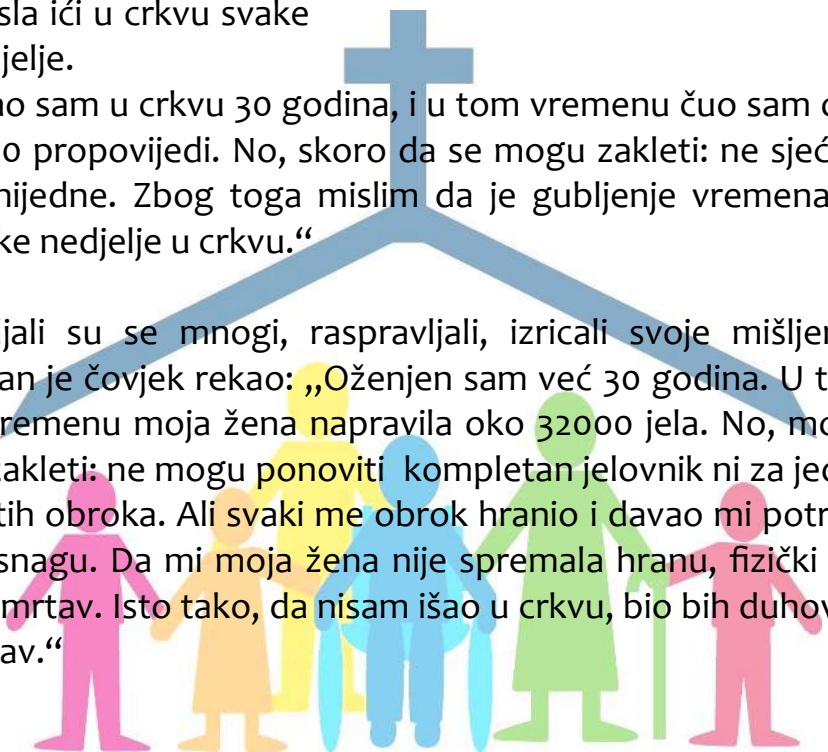 sla ići u crkvu svake
jelje.
ao sam u crkvu 30 godina, i u tom vremenu čuo sam o
0 propovijedi. No, skoro da se mogu zakleti: ne sjeć
nijedne. Zbog toga mislim da je gubljenje vremena
ke nedjelje u crkvu.“
ljali su se mnogi, raspravljali, izricali svoje mišljen
an je čovjek rekao: „Oženjen sam već 30 godina. U t
remenu moja žena napravila oko 32000 jela. No, mo
zakleti: ne mogu ponoviti kompletan jelovnik ni za jed
tih obroka. Ali svaki me obrok hranio i davao mi potr
snagu. Da mi moja žena nije spremala hranu, fizički
mrtav. Isto tako, da nisam išao u crkvu, bio bih duhov
av.“